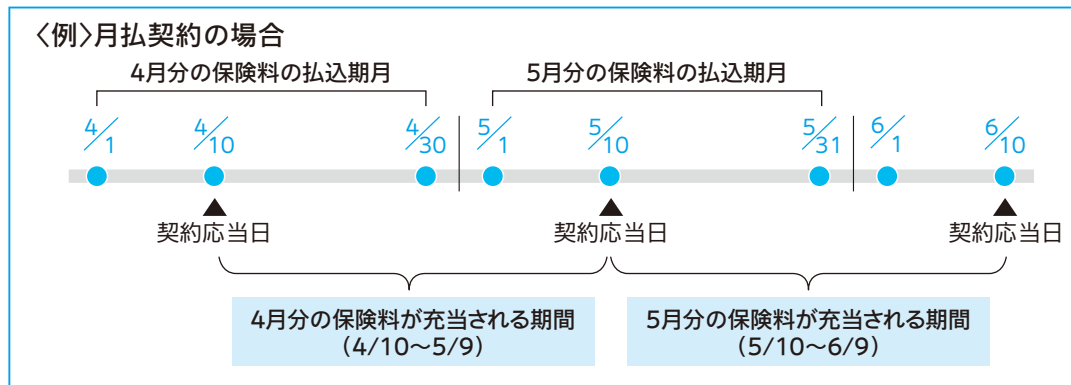 〈例〉月払契約の場合
4月分の保険料の払込期月 5月分の保険料の払込期月
4/1 4/10 4/30 5/1 5/10 5/31 6/1 6/10
契約応当日 契約応当日 契約応当日
4月分の保険料が充当される期間
(4/10～5/9)
5月分の保険料が充当される期間
(5/10～6/9)